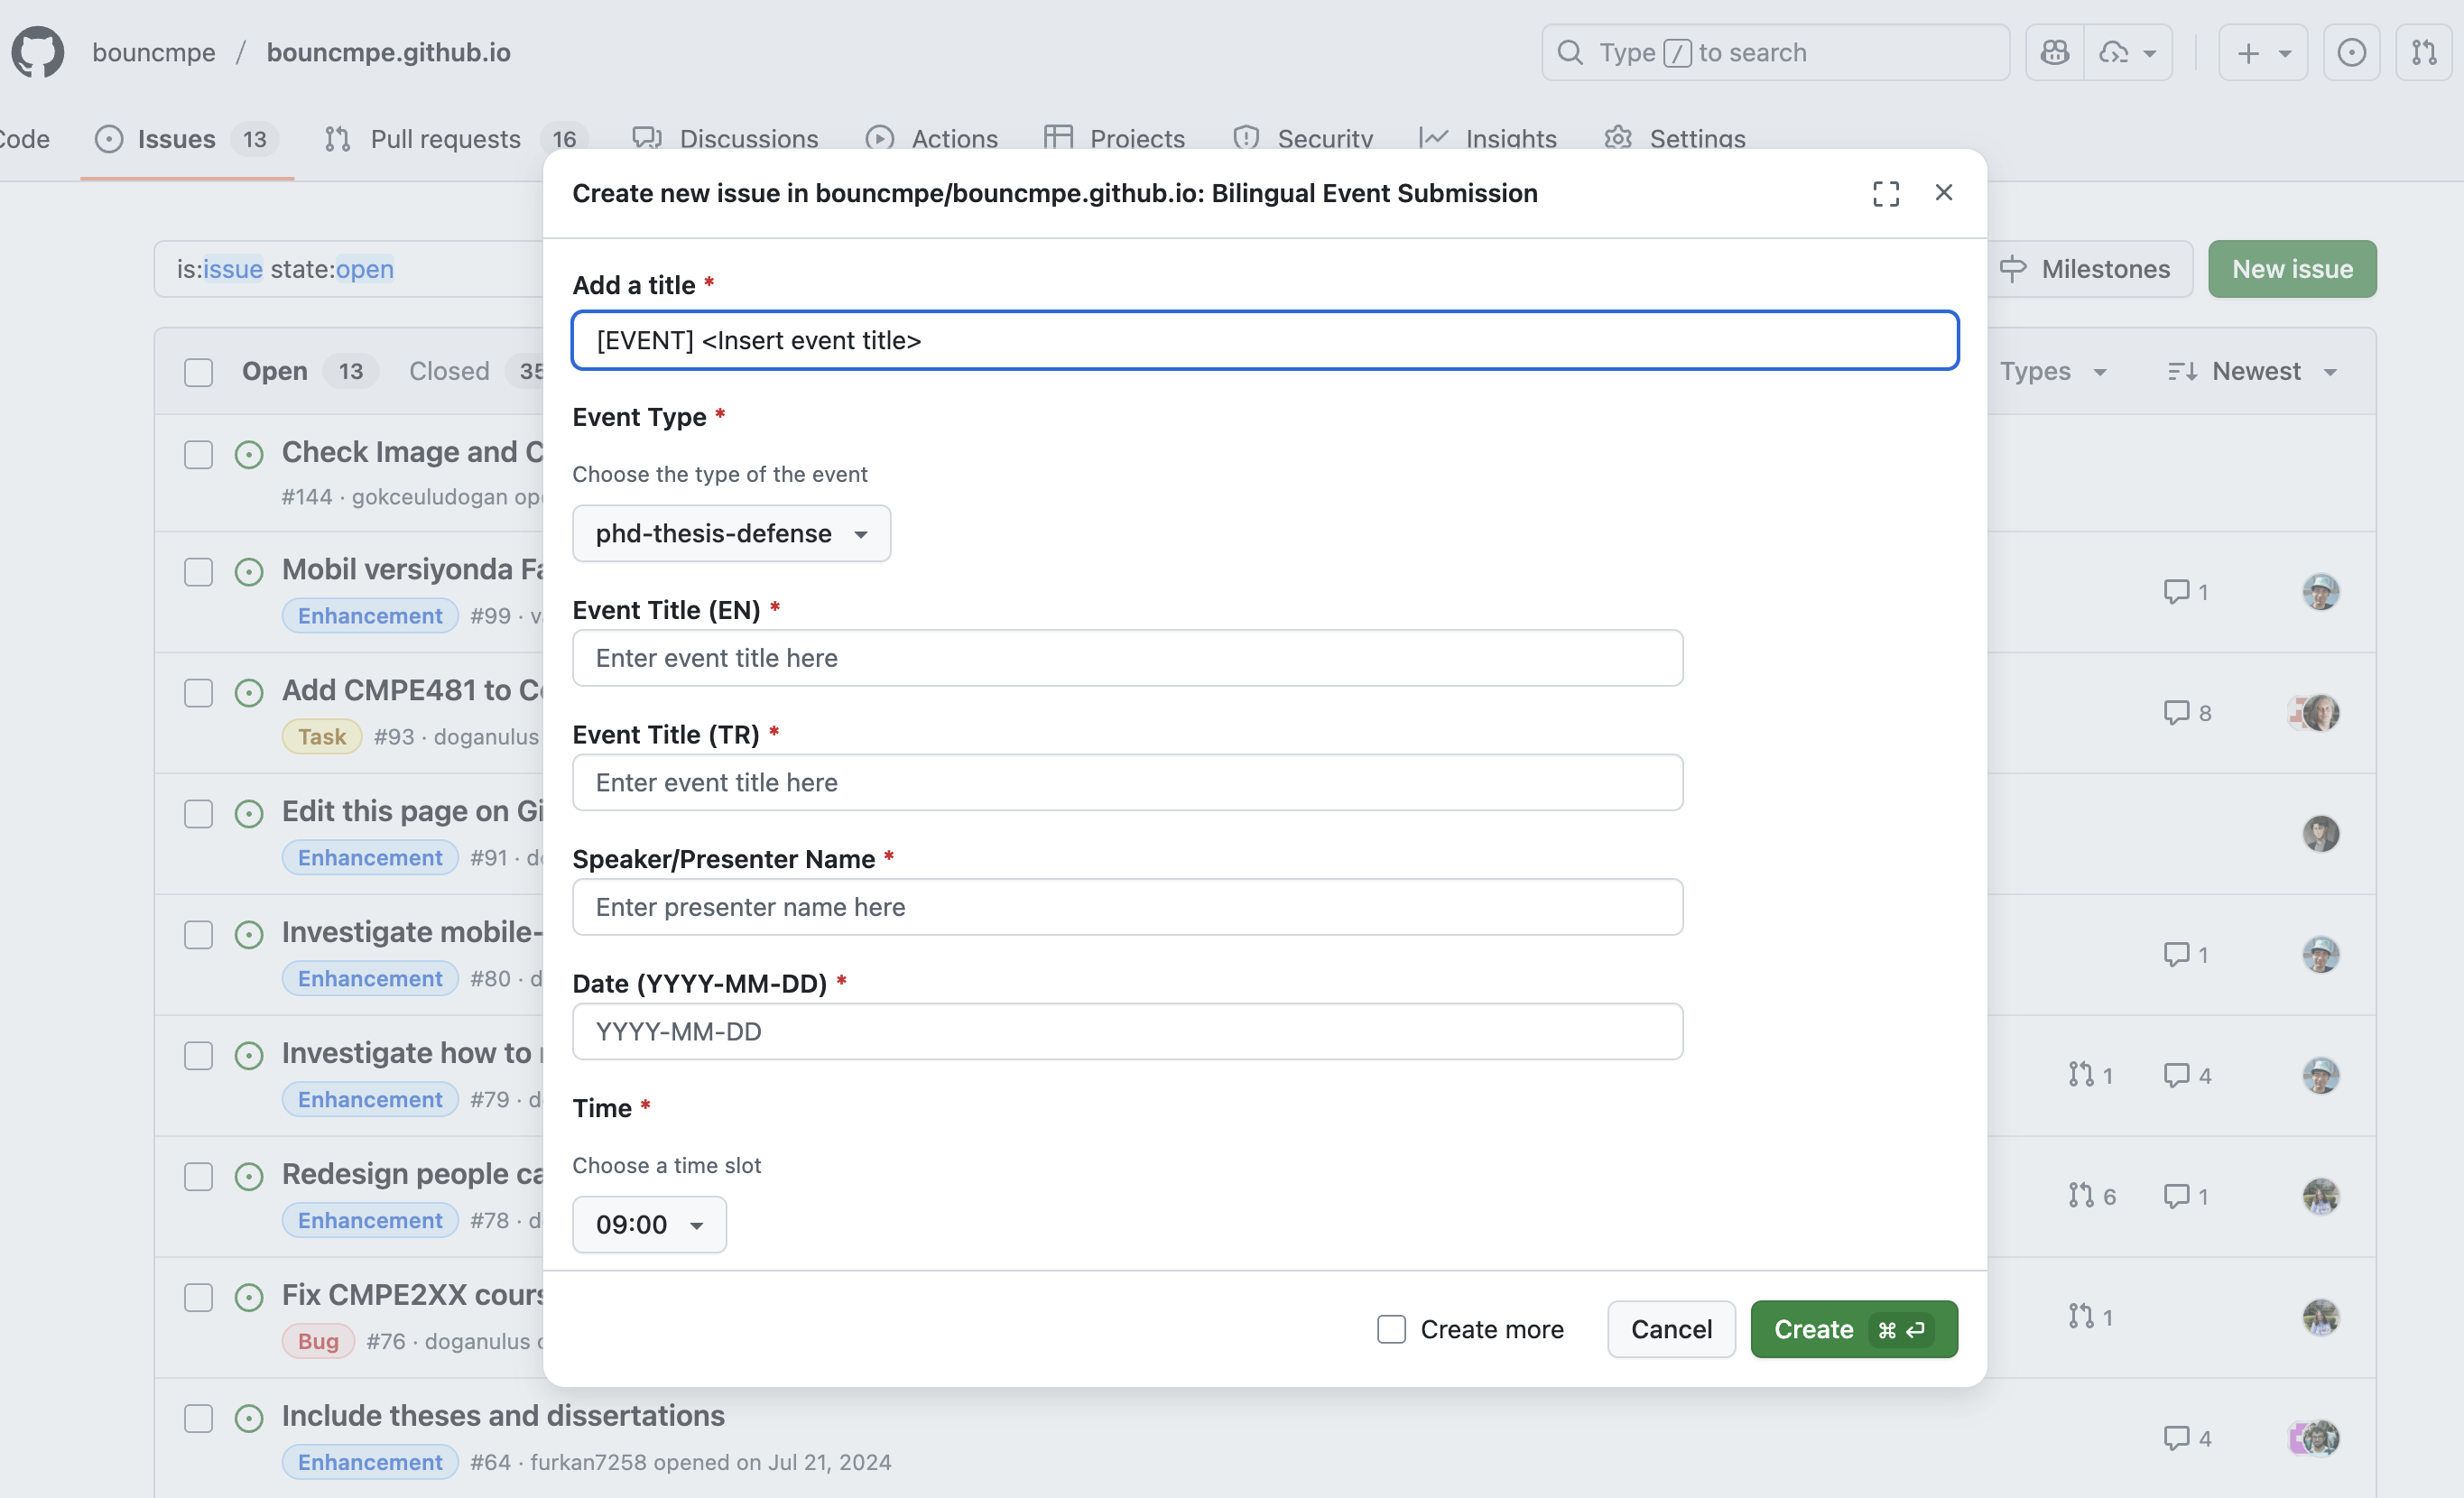 bouncmpe / bouncmpe.github.io
Type / to search
Code
Issues 13
Pull requests 16
Discussions
Actions
Projects
Security
Insights
Settings
is:issue state:open
Milestones
New issue
Open 13
Closed 35
Types
Newest
Check Image and C
#144 · gokceuludogan op
Mobil versiyonda Fa
Enhancement #99 · v
1
Add CMPE481 to C
Task #93 · doganulus
8
Edit this page on Gi
Enhancement #91 · d
Investigate mobile-
Enhancement #80 · d
1
Investigate how to
Enhancement #79 · d
1 4
Redesign people ca
Enhancement #78 · d
6 1
Fix CMPE2XX cours
Bug #76 · doganulus
1
Include theses and dissertations
Enhancement #64 · furkan7258 opened on Jul 21, 2024
4
Create new issue in bouncmpe/bouncmpe.github.io: Bilingual Event Submission
Add a title *
[EVENT] <Insert event title>
Event Type *
Choose the type of the event
phd-thesis-defense
Event Title (EN) *
Enter event title here
Event Title (TR) *
Enter event title here
Speaker/Presenter Name *
Enter presenter name here
Date (YYYY-MM-DD) *
YYYY-MM-DD
Time *
Choose a time slot
09:00
Create more
Cancel
Create ⌘ ↵